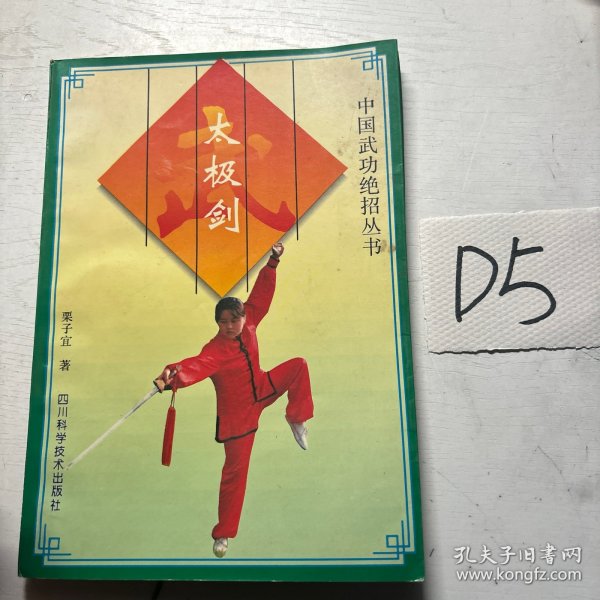 中国武功绝招丛书
武
太极剑
栗子宜 著
四川科学技术出版社
D5
孔夫子旧书网
www.kongfz.com